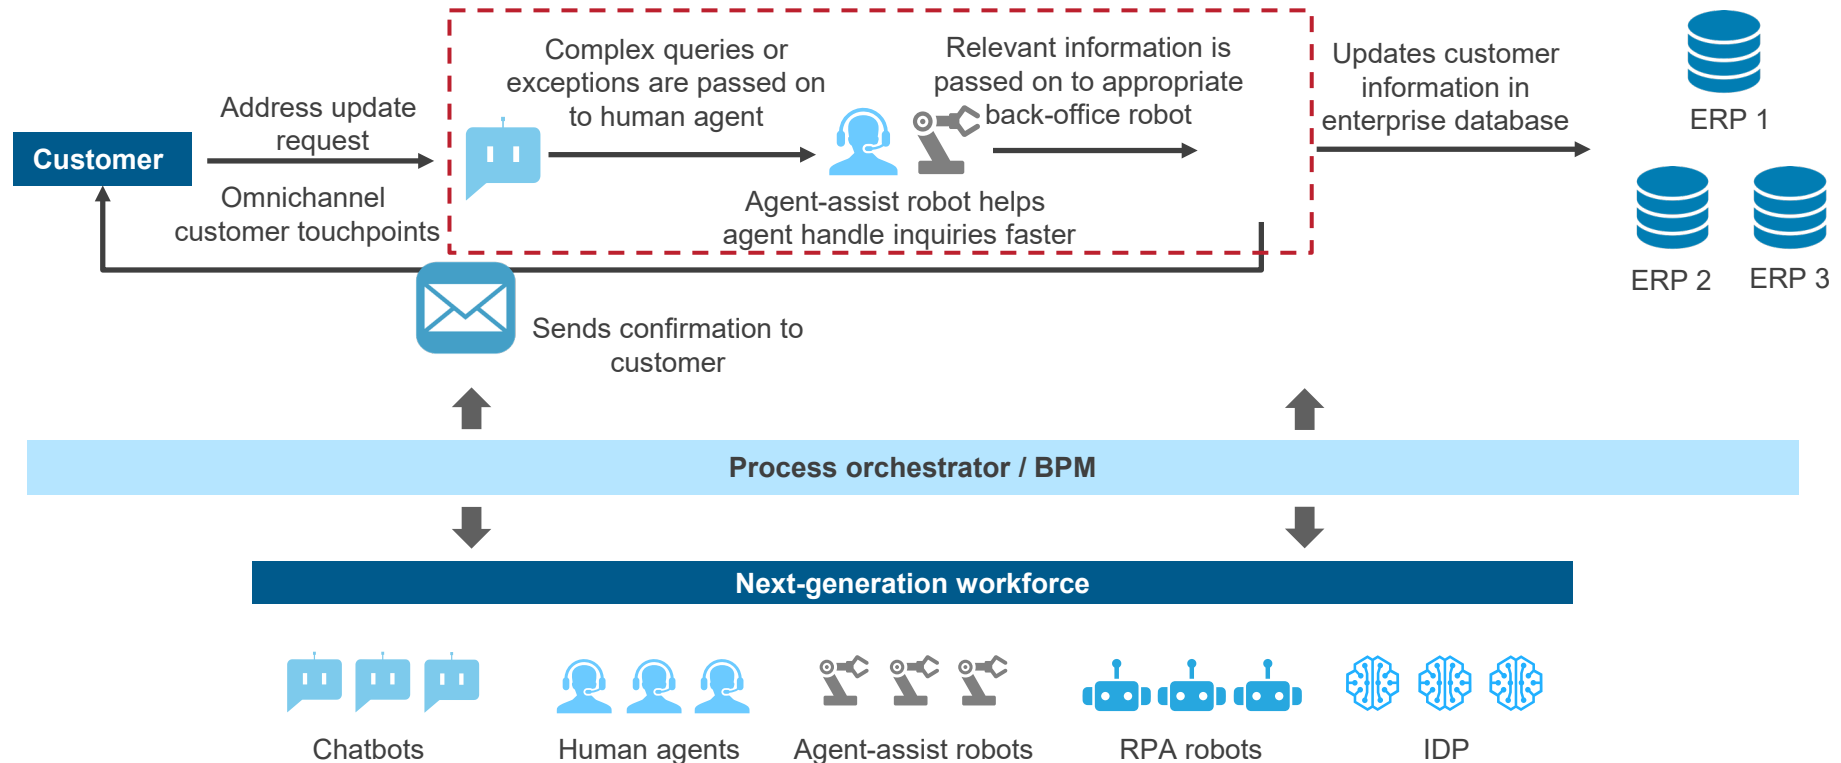 Customer
Address update
request
Omnichannel
customer touchpoints
Complex queries or
exceptions are passed on
to human agent
Agent-assist robot helps
agent handle inquiries faster
Relevant information is
passed on to appropriate
back-office robot
Updates customer
information in
enterprise database
ERP 1
ERP 2
ERP 3
Sends confirmation to
customer
Process orchestrator / BPM
Next-generation workforce
Chatbots
Human agents
Agent-assist robots
RPA robots
IDP